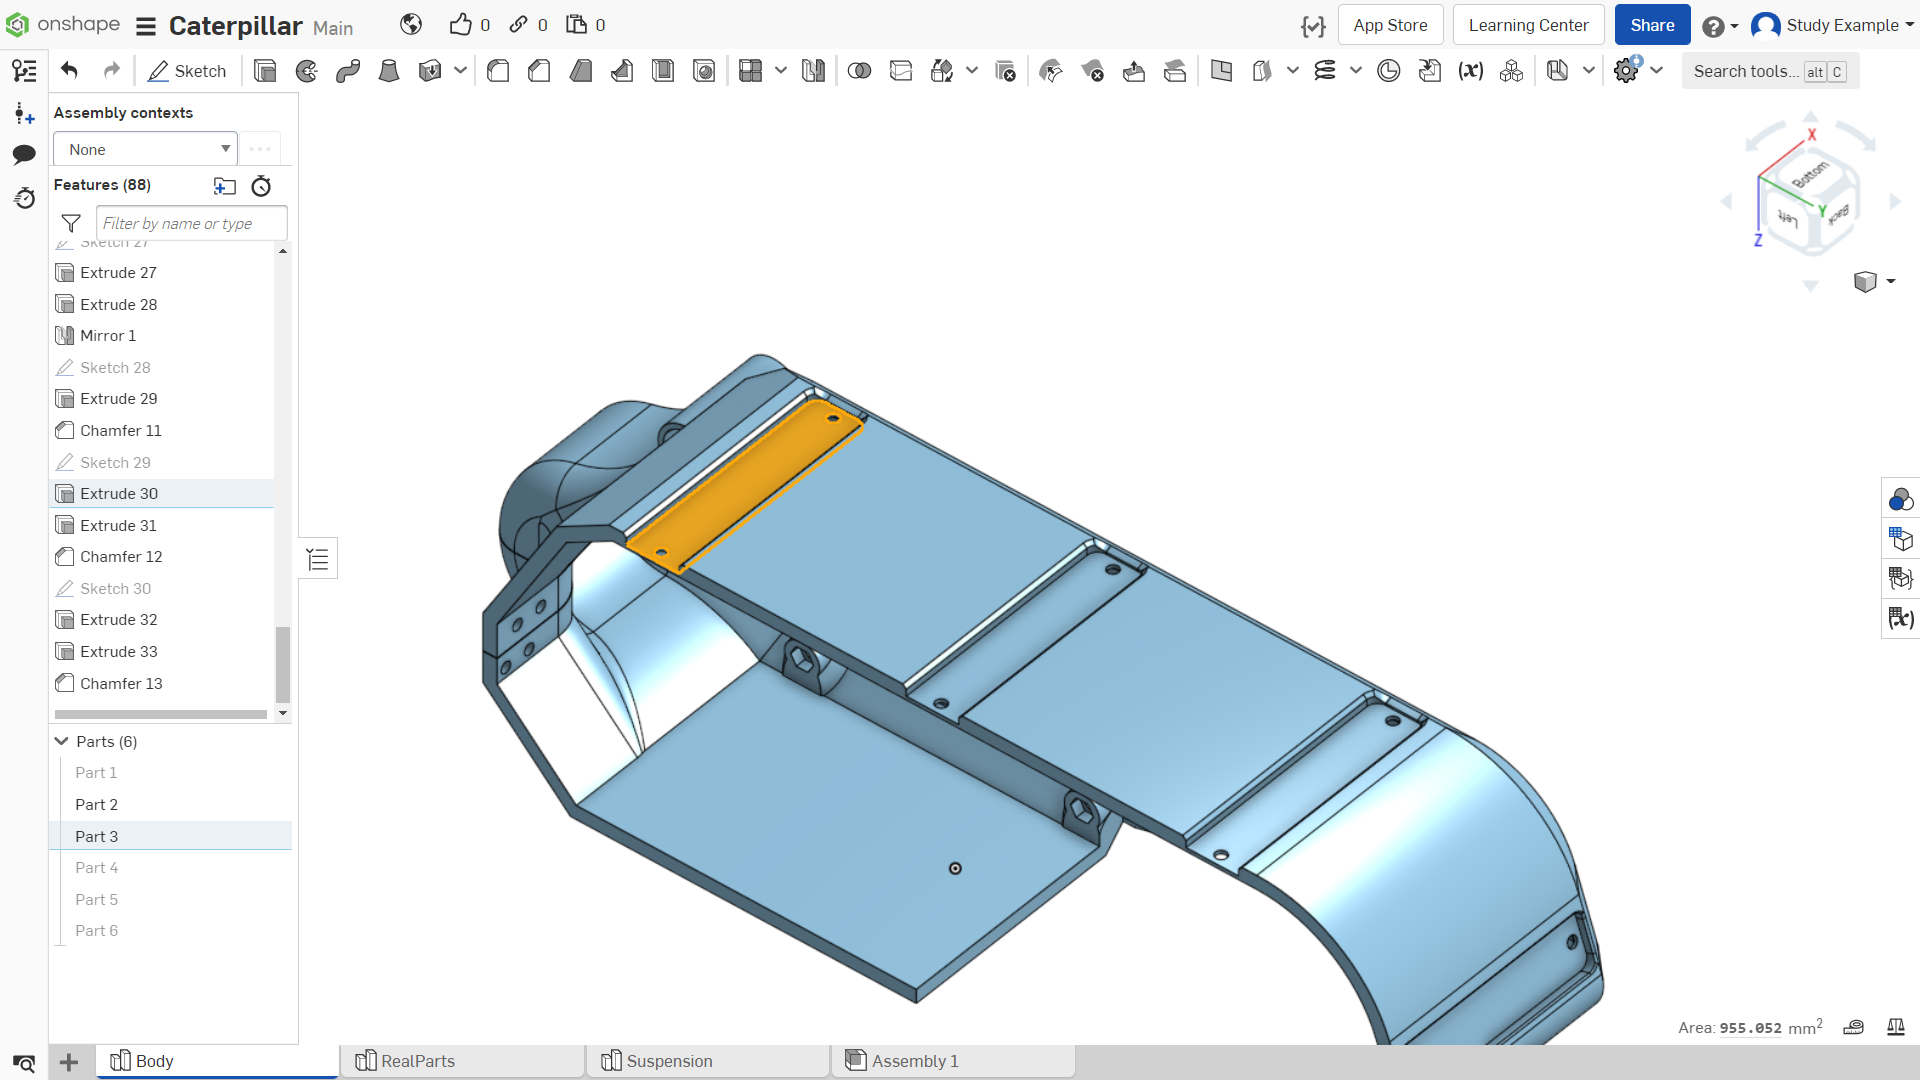 onshape
Caterpillar Main
0
0
0
App Store
Learning Center
Share
Study Example
Sketch
Search tools... alt C
Assembly contexts
None
Features (88)
Filter by name or type
Sketch 27
Extrude 27
Extrude 28
Mirror 1
Sketch 28
Extrude 29
Chamfer 11
Sketch 29
Extrude 30
Extrude 31
Chamfer 12
Sketch 30
Extrude 32
Extrude 33
Chamfer 13
Parts (6)
Part 1
Part 2
Part 3
Part 4
Part 5
Part 6
X
Bottom
Y
Left
Back
Z
(x)
(x)
Area: 955.052 mm²
Body
RealParts
Suspension
Assembly 1